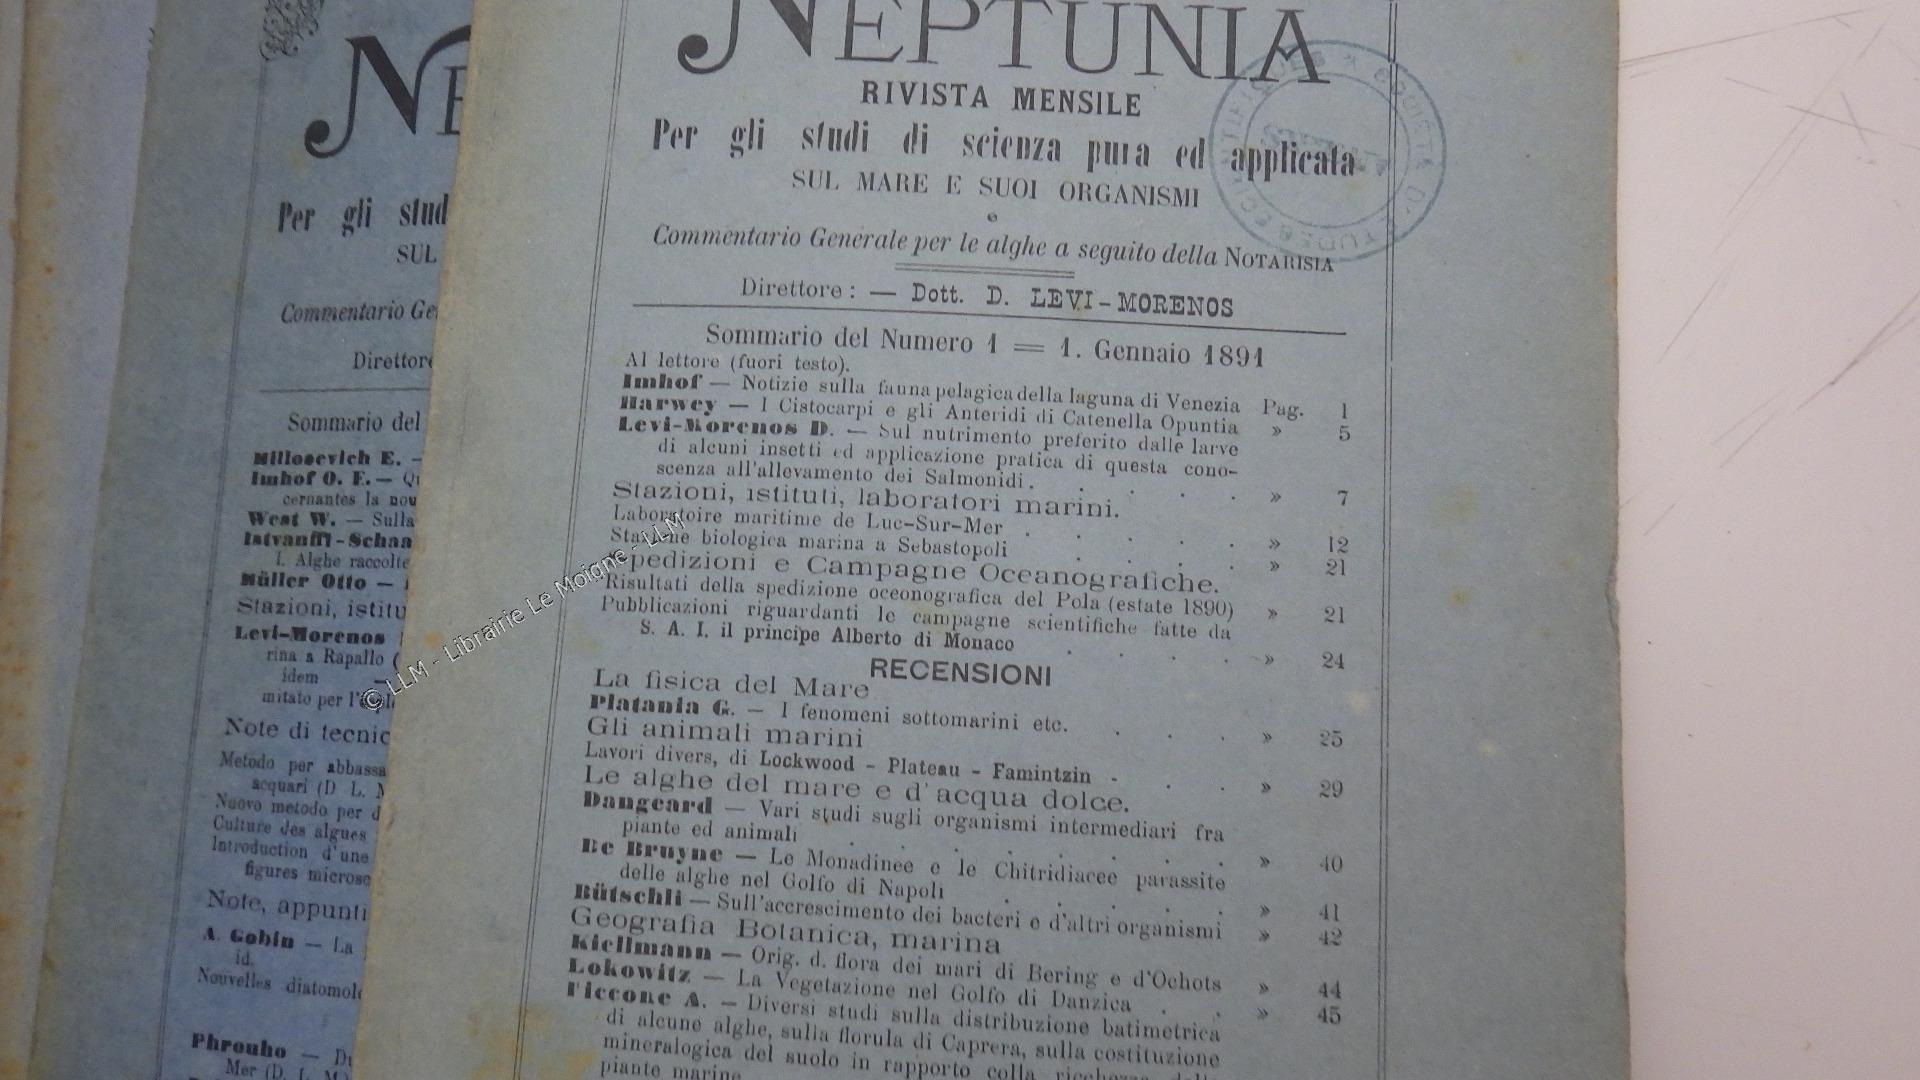 NEPTUNIA
RIVISTA MENSILE
Per gli studi di scienza pura ed applicata
SUL MARE E SUOI ORGANISMI
e
Commentario Generale per le alghe a seguito della NOTARISIA
Direttore: — Dott. D. LEVI-MORENOS
Sommario del Numero 1 = 1. Gennaio 1891
Al lettore (fuori testo).
Imhof — Notizie sulla fauna pelagica della laguna di Venezia Pag. 1
Harwey — I Cistocarpi e gli Anteridi di Catenella Opuntia » 5
Levi-Morenos D. — Sul nutrimento preferito dalle larve
di alcuni insetti ed applicazione pratica di questa cono-
scenza all'allevamento dei Salmonidi . . . . . » 7
Stazioni, istituti, laboratori marini.
Laboratoire maritime de Luc-Sur-Mer . . . . . » 12
Stazione biologica marina a Sebastopoli . . . . » 21
Spedizioni e Campagne Oceanografiche.
Risultati della spedizione oceonografica del Pola (estate 1890) » 21
Pubblicazioni riguardanti le campagne scientifiche fatte da
S. A. I. il principe Alberto di Monaco . . . . » 24
RECENSIONI
La fisica del Mare
Platania G. — I fenomeni sottomarini etc. . . . » 25
Gli animali marini
Lavori divers, di Lockwood - Plateau - Famintzin - . . » 29
Le alghe del mare e d'acqua dolce.
Dangeard — Vari studi sugli organismi intermediari fra
piante ed animali . . . . . . » 40
De Bruyne — Le Monadinee e le Chitridiacee parassite
delle alghe nel Golfo di Napoli . . . . » 41
Bütschli — Sull'accrescimento dei bacteri e d'altri organismi » 42
Geografia Botanica, marina
Kiellmann — Orig. d. flora dei mari di Bering e d'Ochots » 44
Lokowitz — La Vegetazione nel Golfo di Danzica . . » 45
Piccone A. — Diversi studi sulla distribuzione batimetrica
di alcune alghe, sulla florula di Caprera, sulla costituzione
mineralogica del suolo in rapporto colla ricchezza
piante marine
NE
Per gli stud
SUL
Commentario Ge
Direttore
Sommario del
Millosevich E. -
Imhof O. E. — Qu
cernantes la nou
West W. — Sulla
Istvanffi-Schaa
I. Alghe raccolte
Müller Otto —
Stazioni, istitu
Levi-Morenos
rina a Rapallo (
idem —
mitato per l'
Note di tecnic
Metodo per abbassa
acquari (D L. M
Nuovo metodo per d
Culture des algues
Introduction d'une
figures microsc
Note, appunti
A. Gobin — La
id.
Nouvelles diatomol
Phrouho — Du
Mer (D. L. M)
© LLM - Librairie Le Moigne - LLM